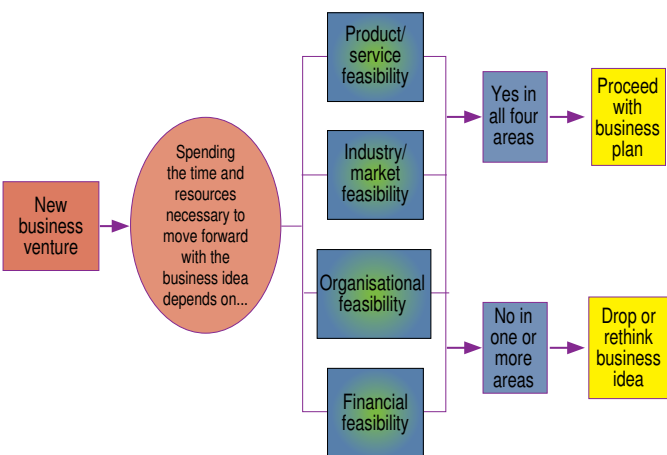 New
business
venture
Spending
the time and
resources
necessary to
move forward
with the
business idea
depends on...
Product/
service
feasibility
Industry/
market
feasibility
Organisational
feasibility
Financial
feasibility
Yes in
all four
areas
Proceed
with
business
plan
No in
one or
more
areas
Drop or
rethink
business
idea